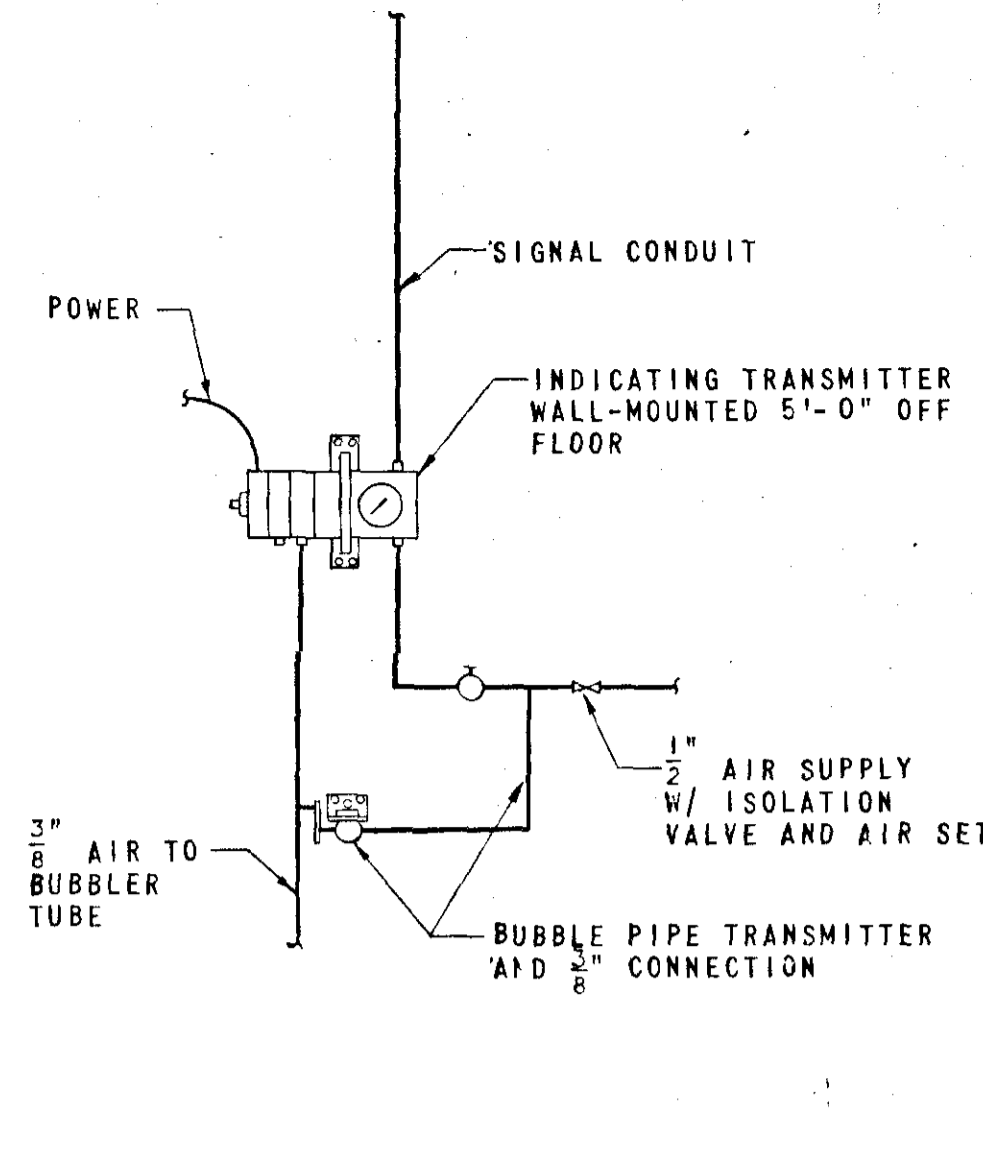 SIGNAL CONDUIT
POWER
INDICATING TRANSMITTER
WALL-MOUNTED 5'-0" OFF
FLOOR
1/2" AIR SUPPLY
W/ ISOLATION
VALVE AND AIR SET
3/8" AIR TO
BUBBLER
TUBE
BUBBLE PIPE TRANSMITTER
AND 3/8" CONNECTION